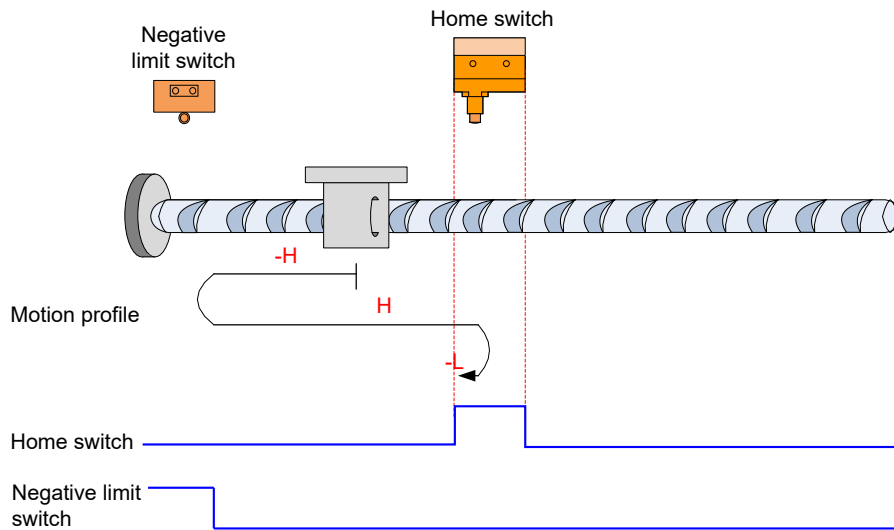 Home switch
Negative
limit switch
-H
H
Motion profile
-L
Home switch
Negative limit
switch